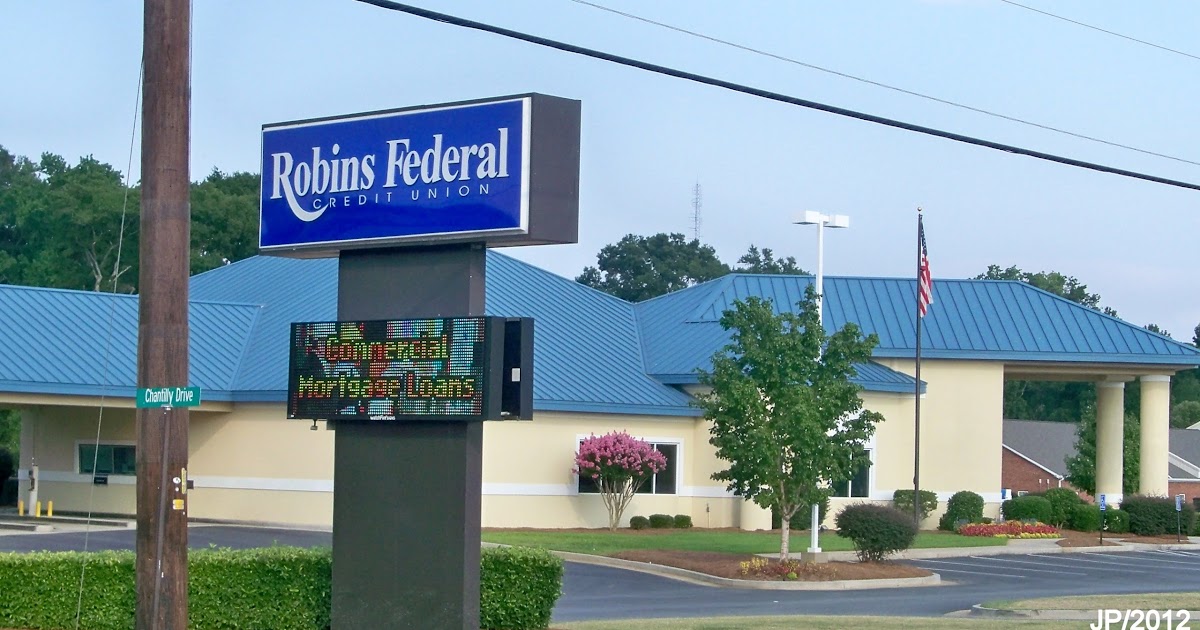 Robins Federal
CREDIT UNION
Commercial
Mortgage Loans
Chantilly Drive
JP/2012